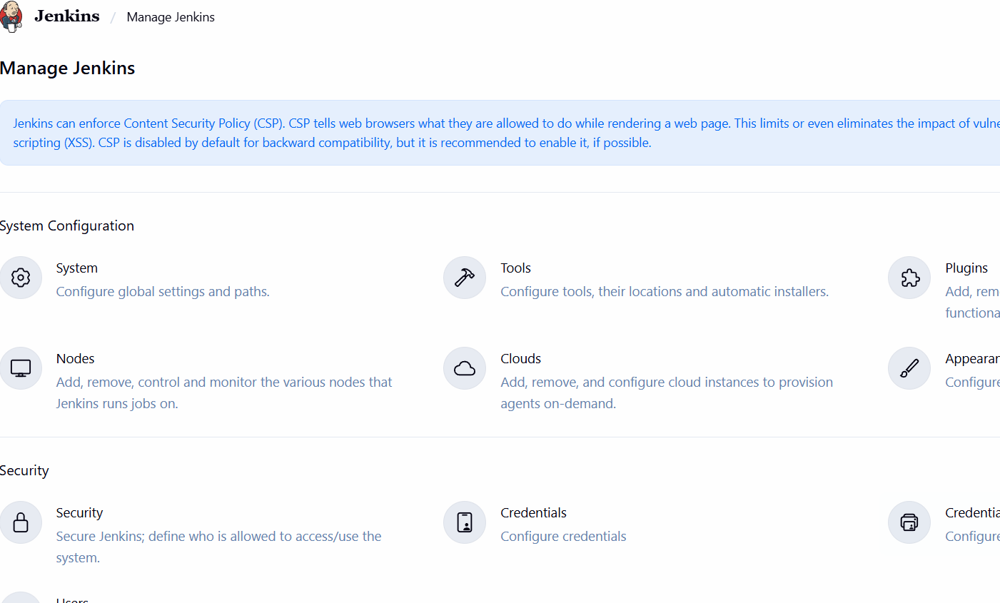 Jenkins / Manage Jenkins
Manage Jenkins
Jenkins can enforce Content Security Policy (CSP). CSP tells web browsers what they are allowed to do while rendering a web page. This limits or even eliminates the impact of
scripting (XSS). CSP is disabled by default for backward compatibility, but it is recommended to enable it, if possible.
System Configuration
System
Configure global settings and paths.
Tools
Configure tools, their locations and automatic installers.
Plugins
Add,
Nodes
Add, remove, control and monitor the various nodes that
Jenkins runs jobs on.
Clouds
Add, remove, and configure cloud instances to provision
agents on-demand.
Configure
Security
Security
Secure Jenkins; define who is allowed to access/use the
system.
Credentials
Configure credentials
Configure
Users